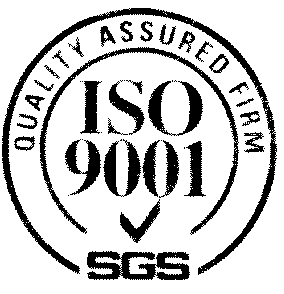 QUALITY ASSURED FIRM
ISO
9001
SGS